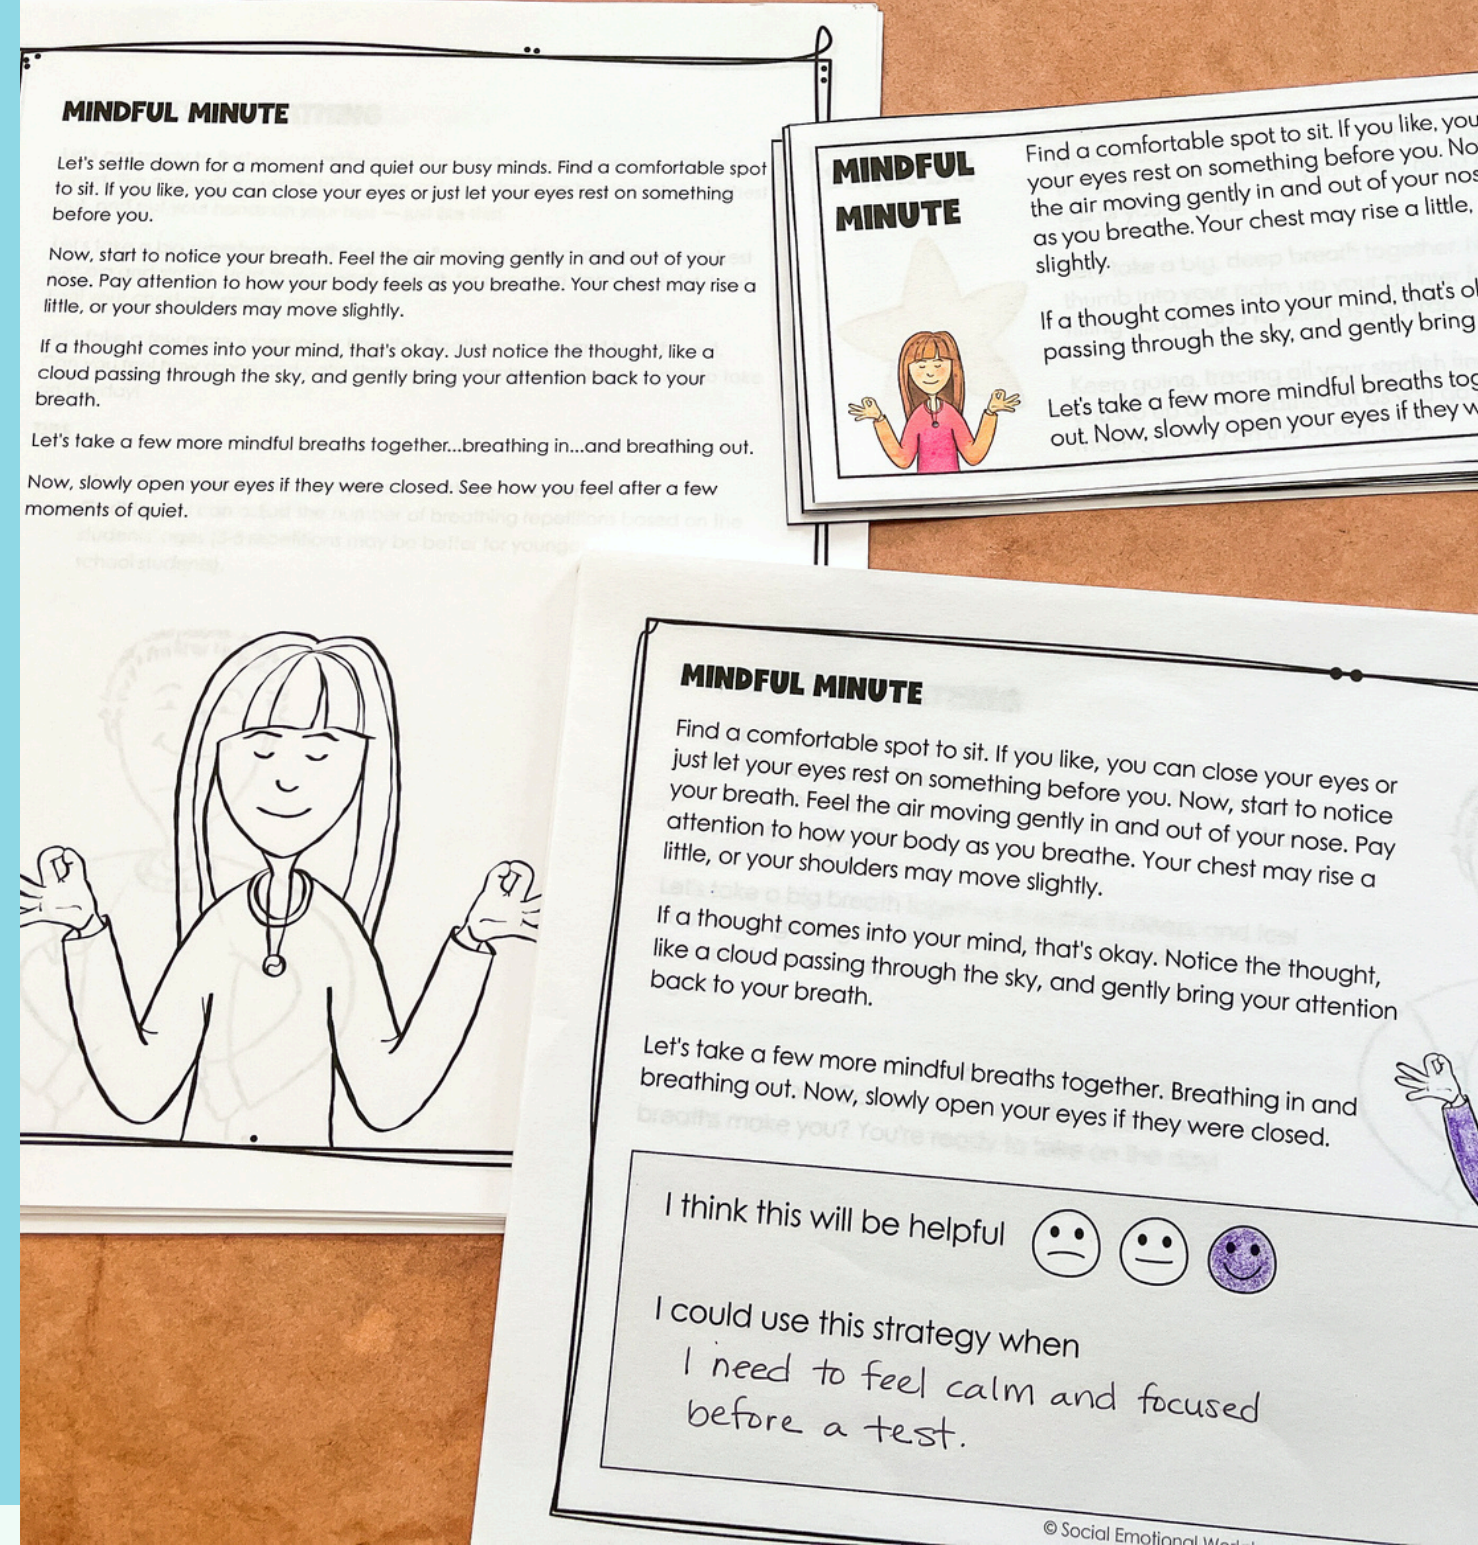 MINDFUL MINUTE
Let's settle down for a moment and quiet our busy minds. Find a comfortable spot
to sit. If you like, you can close your eyes or just let your eyes rest on something
before you.
Now, start to notice your breath. Feel the air moving gently in and out of your
nose. Pay attention to how your body feels as you breathe. Your chest may rise a
little, or your shoulders may move slightly.
If a thought comes into your mind, that's okay. Just notice the thought, like a
cloud passing through the sky, and gently bring your attention back to your
breath.
Let's take a few more mindful breaths together...breathing in...and breathing out.
Now, slowly open your eyes if they were closed. See how you feel after a few
moments of quiet.
MINDFUL
MINUTE
Find a comfortable spot to sit. If you like, you
your eyes rest on something before you.
the air moving gently in and out of your
as you breathe. Your chest may rise a little,
slightly.
If a thought comes into your mind, that's
passing through the sky, and gently bring
Let's take a few more mindful breaths
out. Now, slowly open your eyes if they
MINDFUL MINUTE
Find a comfortable spot to sit. If you like, you can close your eyes or
just let your eyes rest on something before you. Now, start to notice
your breath. Feel the air moving gently in and out of your nose. Pay
attention to how your body as you breathe. Your chest may rise a
little, or your shoulders may move slightly.
If a thought comes into your mind, that's okay. Notice the thought,
like a cloud passing through the sky, and gently bring your attention
back to your breath.
Let's take a few more mindful breaths together. Breathing in and
breathing out. Now, slowly open your eyes if they were closed.
I think this will be helpful
I could use this strategy when
I need to feel calm and focused
before a test.
© Social Emotional